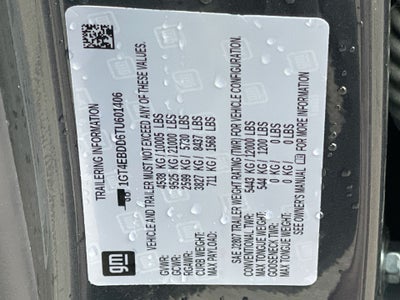 TRAILERING INFORMATION
1GT4EBDD6TU601406
VEHICLE AND TRAILER MUST NOT EXCEED ANY OF THESE VALUES.
GVWR: 4538 KG / 10005 LBS
GCWR: 9525 KG / 21000 LBS
RGAWR: 2599 KG / 5730 LBS
CURB WEIGHT: 3827 KG / 8437 LBS
MAX PAYLOAD: 711 KG / 1568 LBS
SAE J2807 TRAILER WEIGHT RATING (TWR) FOR VEHICLE CONFIGURATION.
CONVENTIONAL TWR: 5443 KG / 12000 LBS
MAX TONGUE WEIGHT: 544 KG / 1200 LBS
GOOSENECK TWR: 0 KG / 0 LBS
MAX TONGUE WEIGHT: 0 KG / 0 LBS
SEE OWNER'S MANUAL FOR MORE INFORMATION.
gm